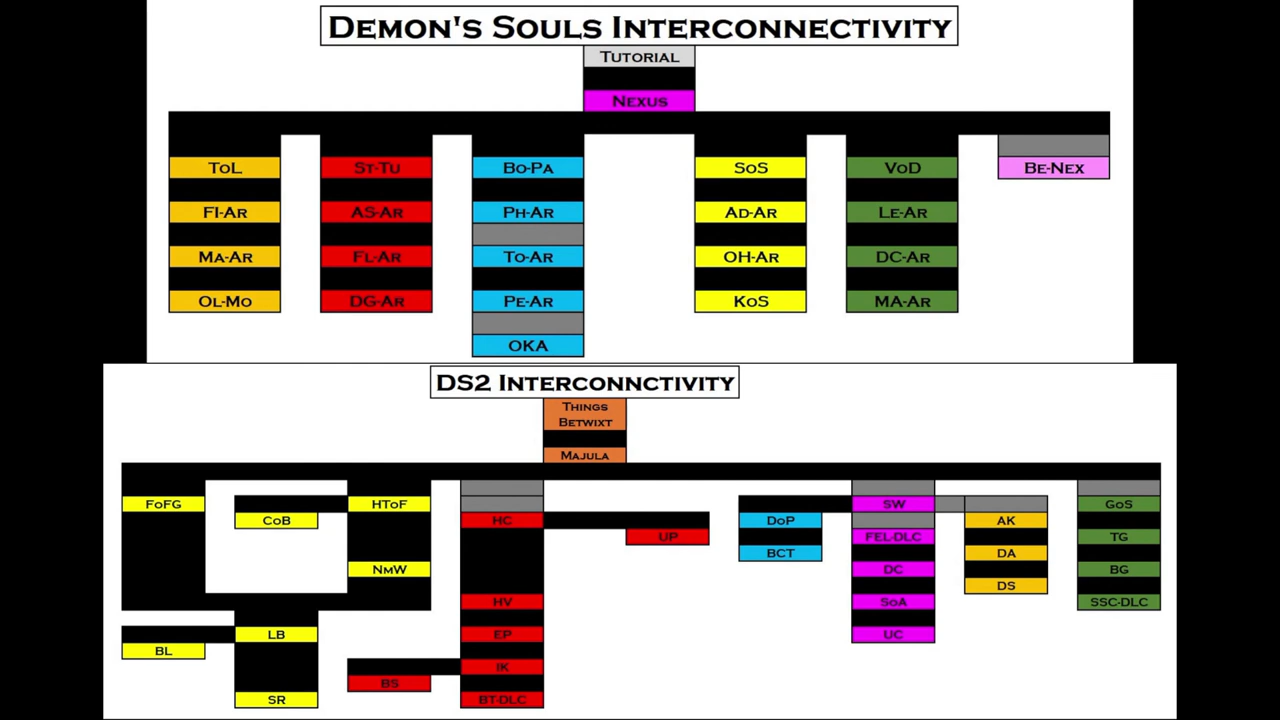 Demon's Souls Interconnectivity
Tutorial
Nexus
ToL St-Tu Bo-Pa SoS VoD Be-Nex
FI-Ar AS-Ar Ph-Ar Ad-Ar Le-Ar
Ma-Ar FL-Ar To-Ar OH-Ar DC-Ar
OL-Mo DG-Ar Pe-Ar KoS MA-Ar
OKA
DS2 Interconnctivity
Things
Betwixt
Majula
FoFG HToF SW GoS
CoB HC DoP AK
UP FEL-DLC TG
BCT DA
NmW DC BG
DS
HV SoA SSC-DLC
LB EP UC
BL
IK
BS
SR BT-DLC